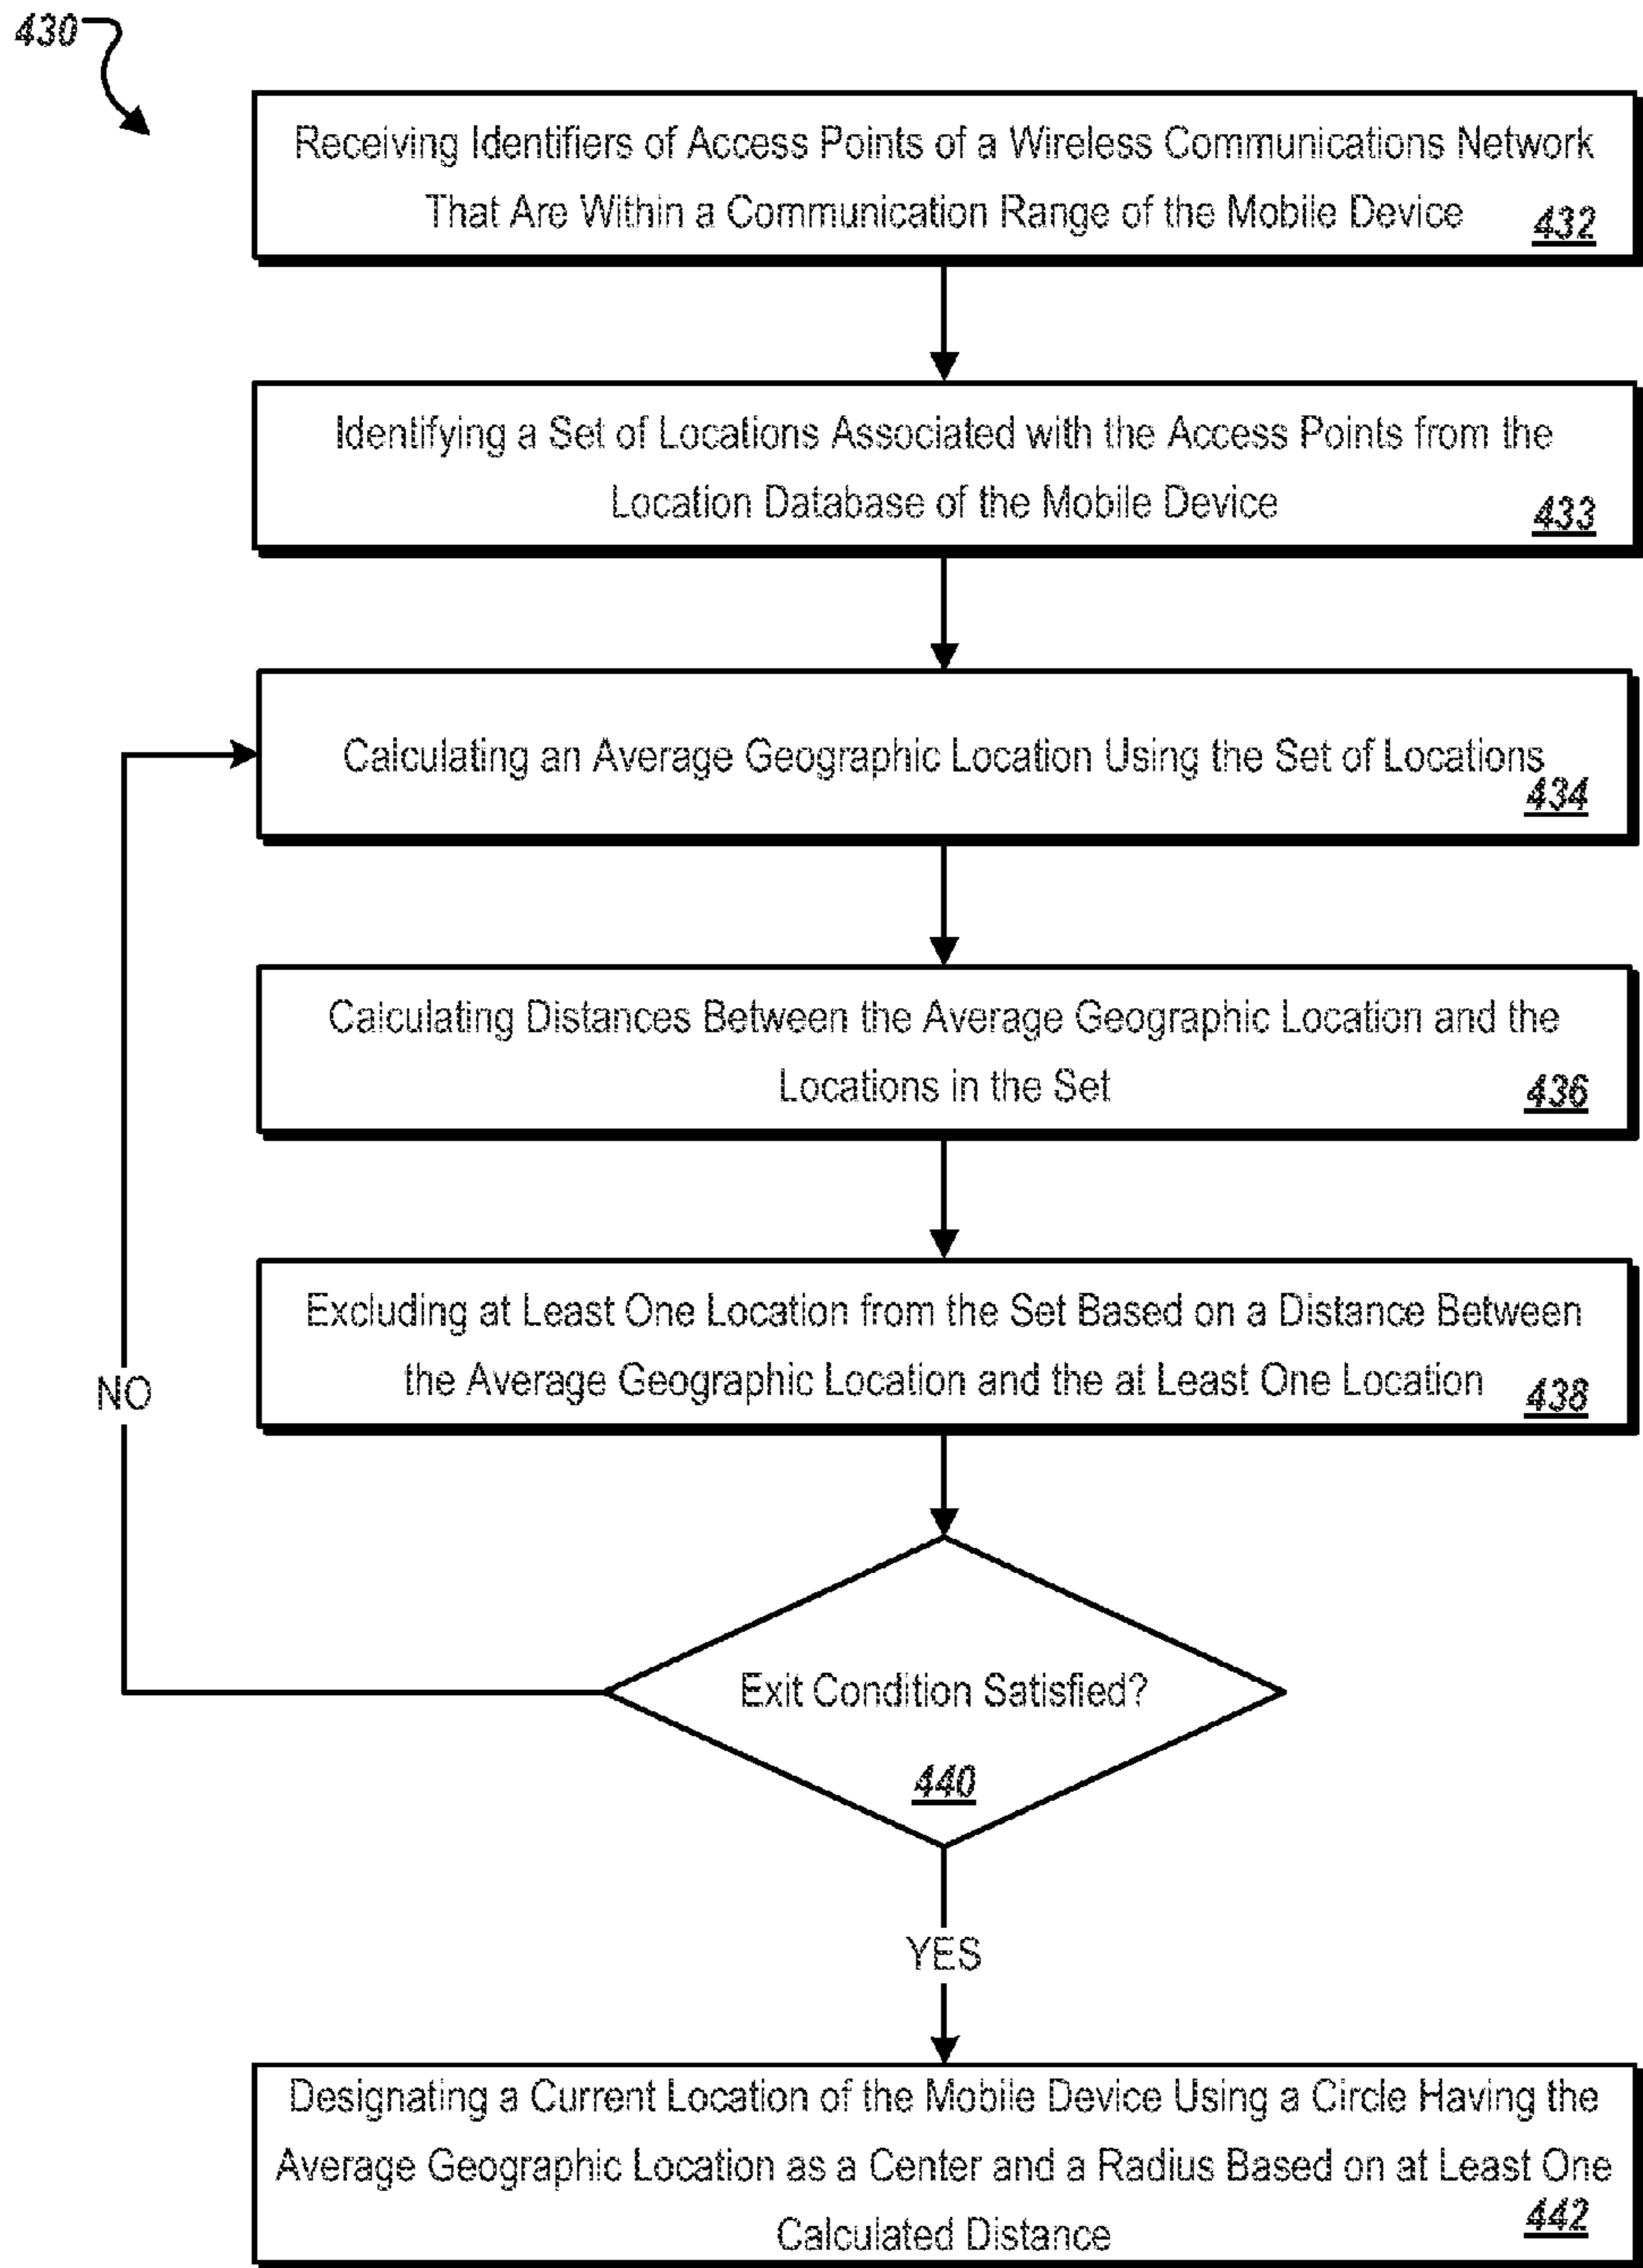 430
Receiving Identifiers of Access Points of a Wireless Communications Network
That Are Within a Communication Range of the Mobile Device
432
Identifying a Set of Locations Associated with the Access Points from the
Location Database of the Mobile Device
433
Calculating an Average Geographic Location Using the Set of Locations
434
Calculating Distances Between the Average Geographic Location and the
Locations in the Set
436
Excluding at Least One Location from the Set Based on a Distance Between
the Average Geographic Location and the at Least One Location
438
NO
Exit Condition Satisfied?
440
YES
Designating a Current Location of the Mobile Device Using a Circle Having the
Average Geographic Location as a Center and a Radius Based on at Least One
Calculated Distance
442